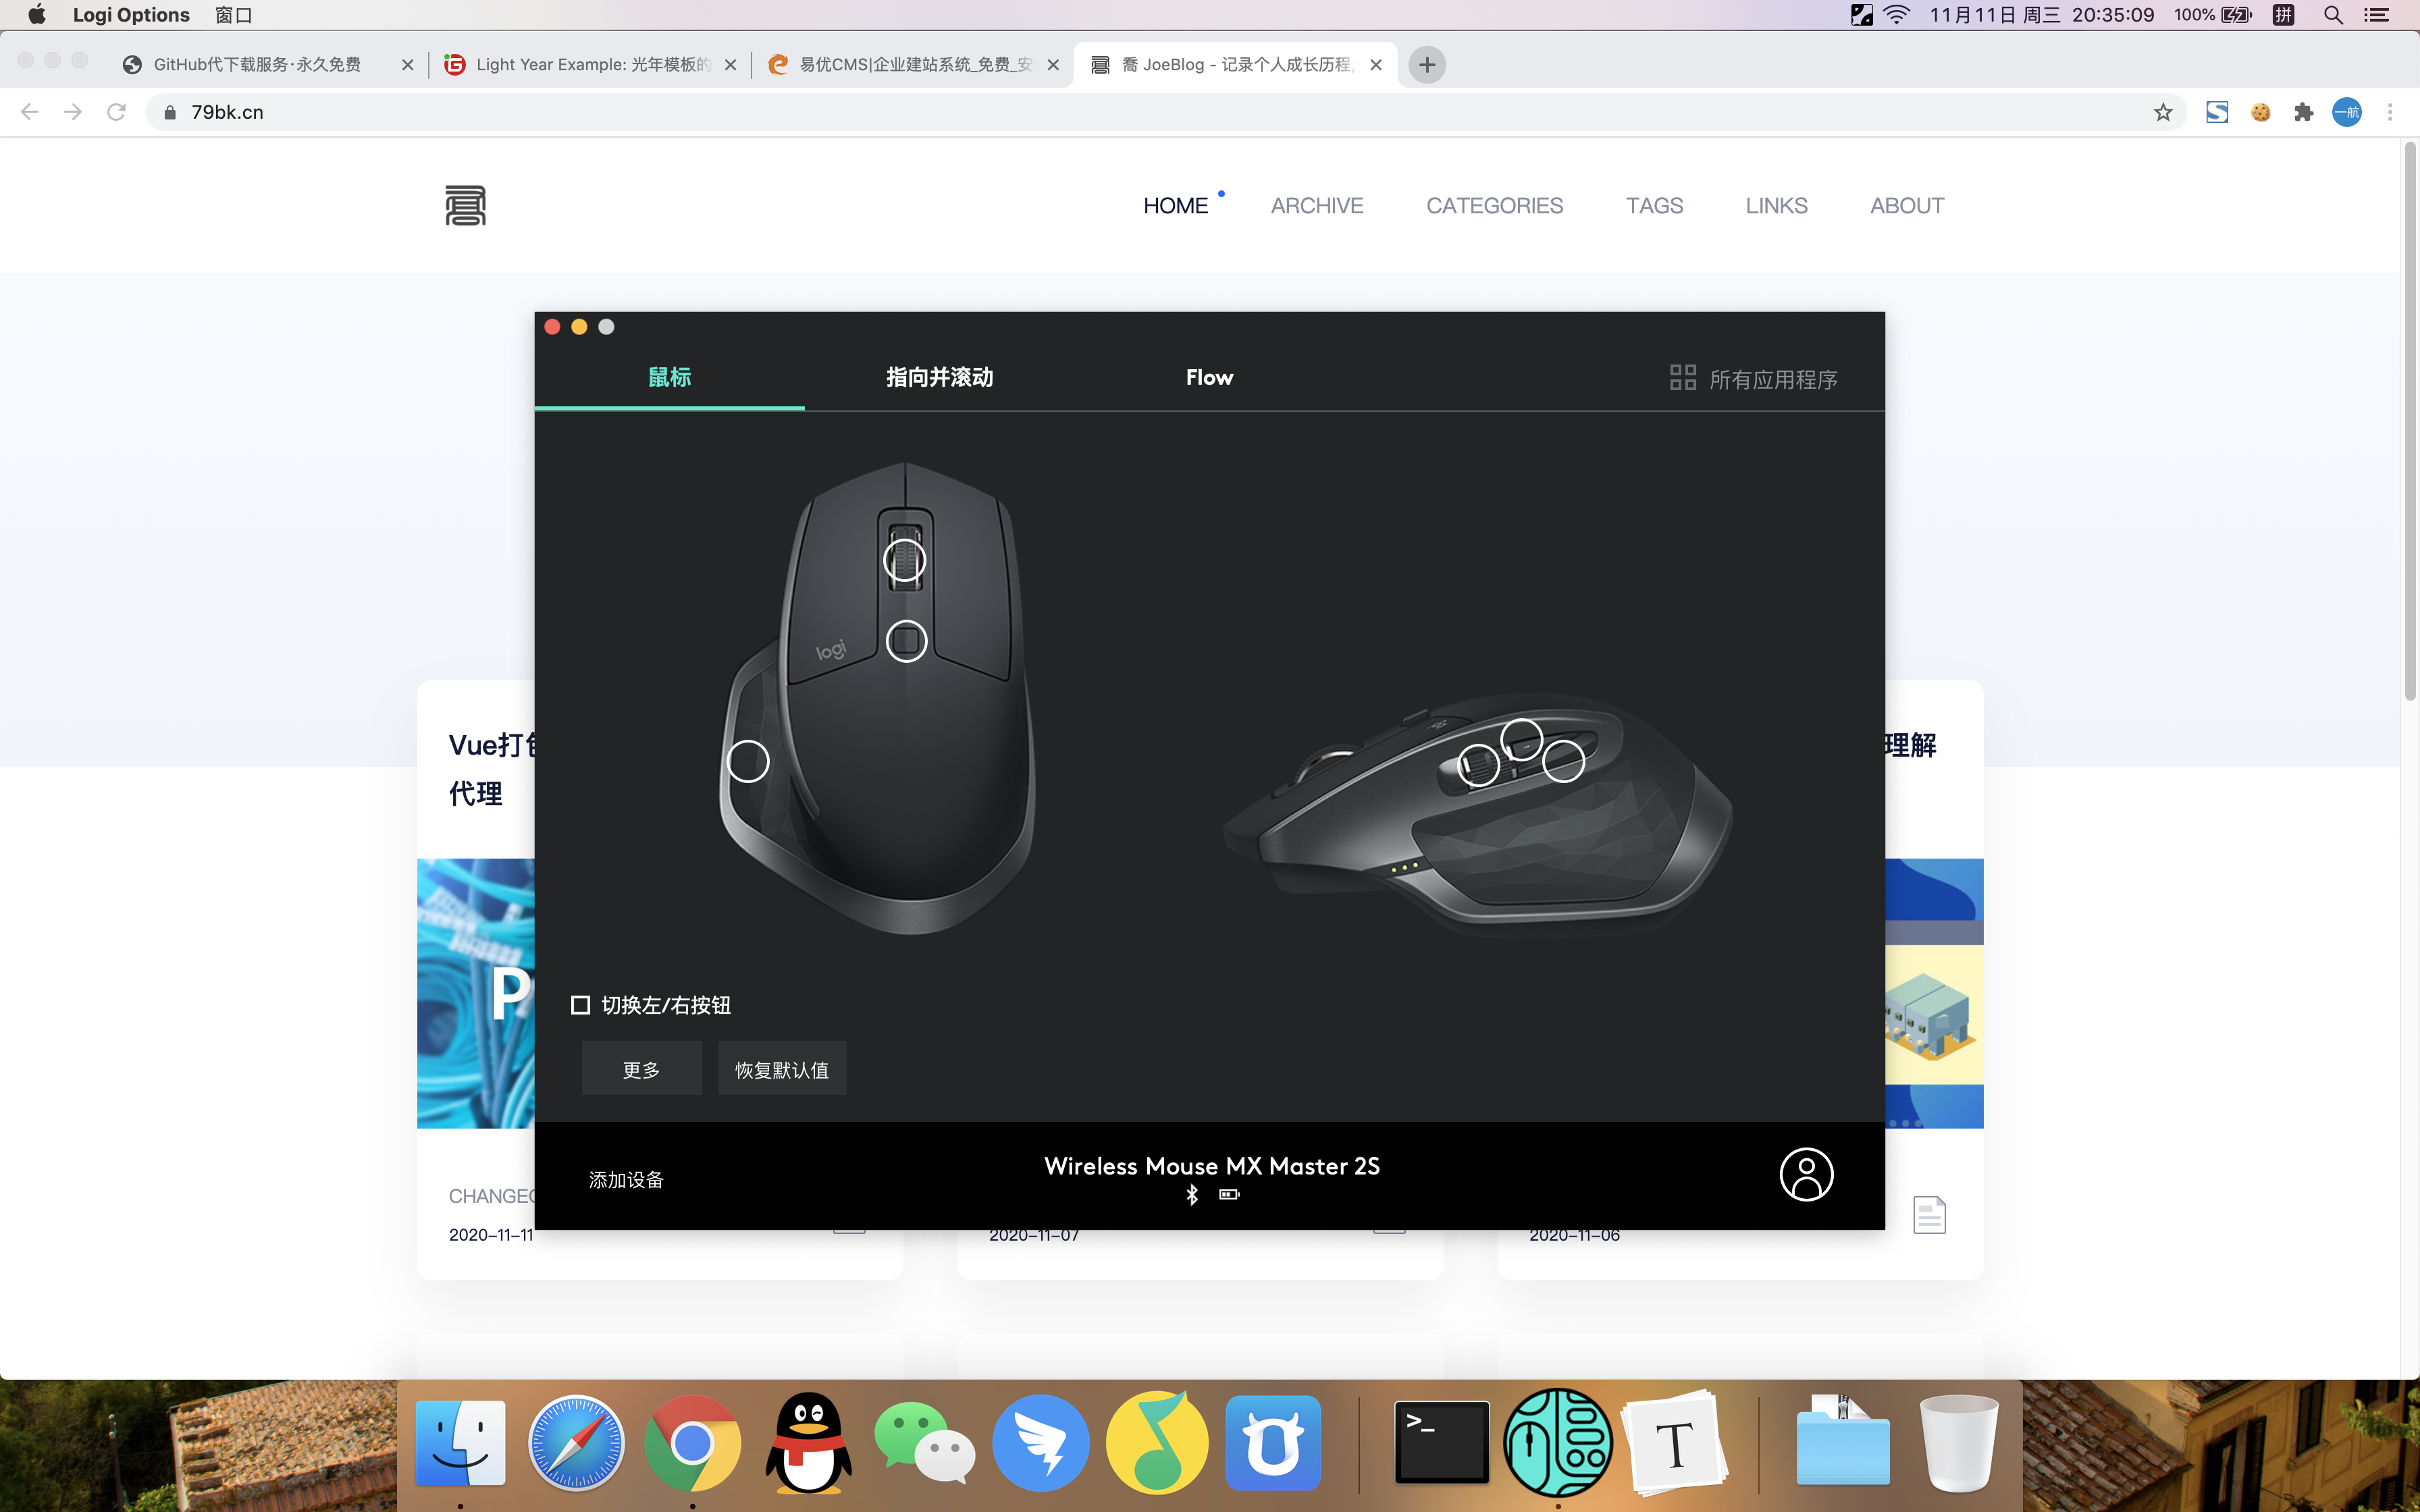 Logi Options 窗口 11月11日 周三 20:35:09 100% 拼
GitHub代下载服务·永久免费 Light Year Example: 光年模板的 易优CMS|企业建站系统_免费_安 喬 JoeBlog - 记录个人成长历程,
79bk.cn 一航
HOME ARCHIVE CATEGORIES TAGS LINKS ABOUT
鼠标 指向并滚动 Flow 所有应用程序
logi
Vue打包
理解
代理
P
切换左/右按钮
更多 恢复默认值
添加设备
Wireless Mouse MX Master 2S
CHANGEO
2020-11-11 2020-11-07 2020-11-06
>_
T